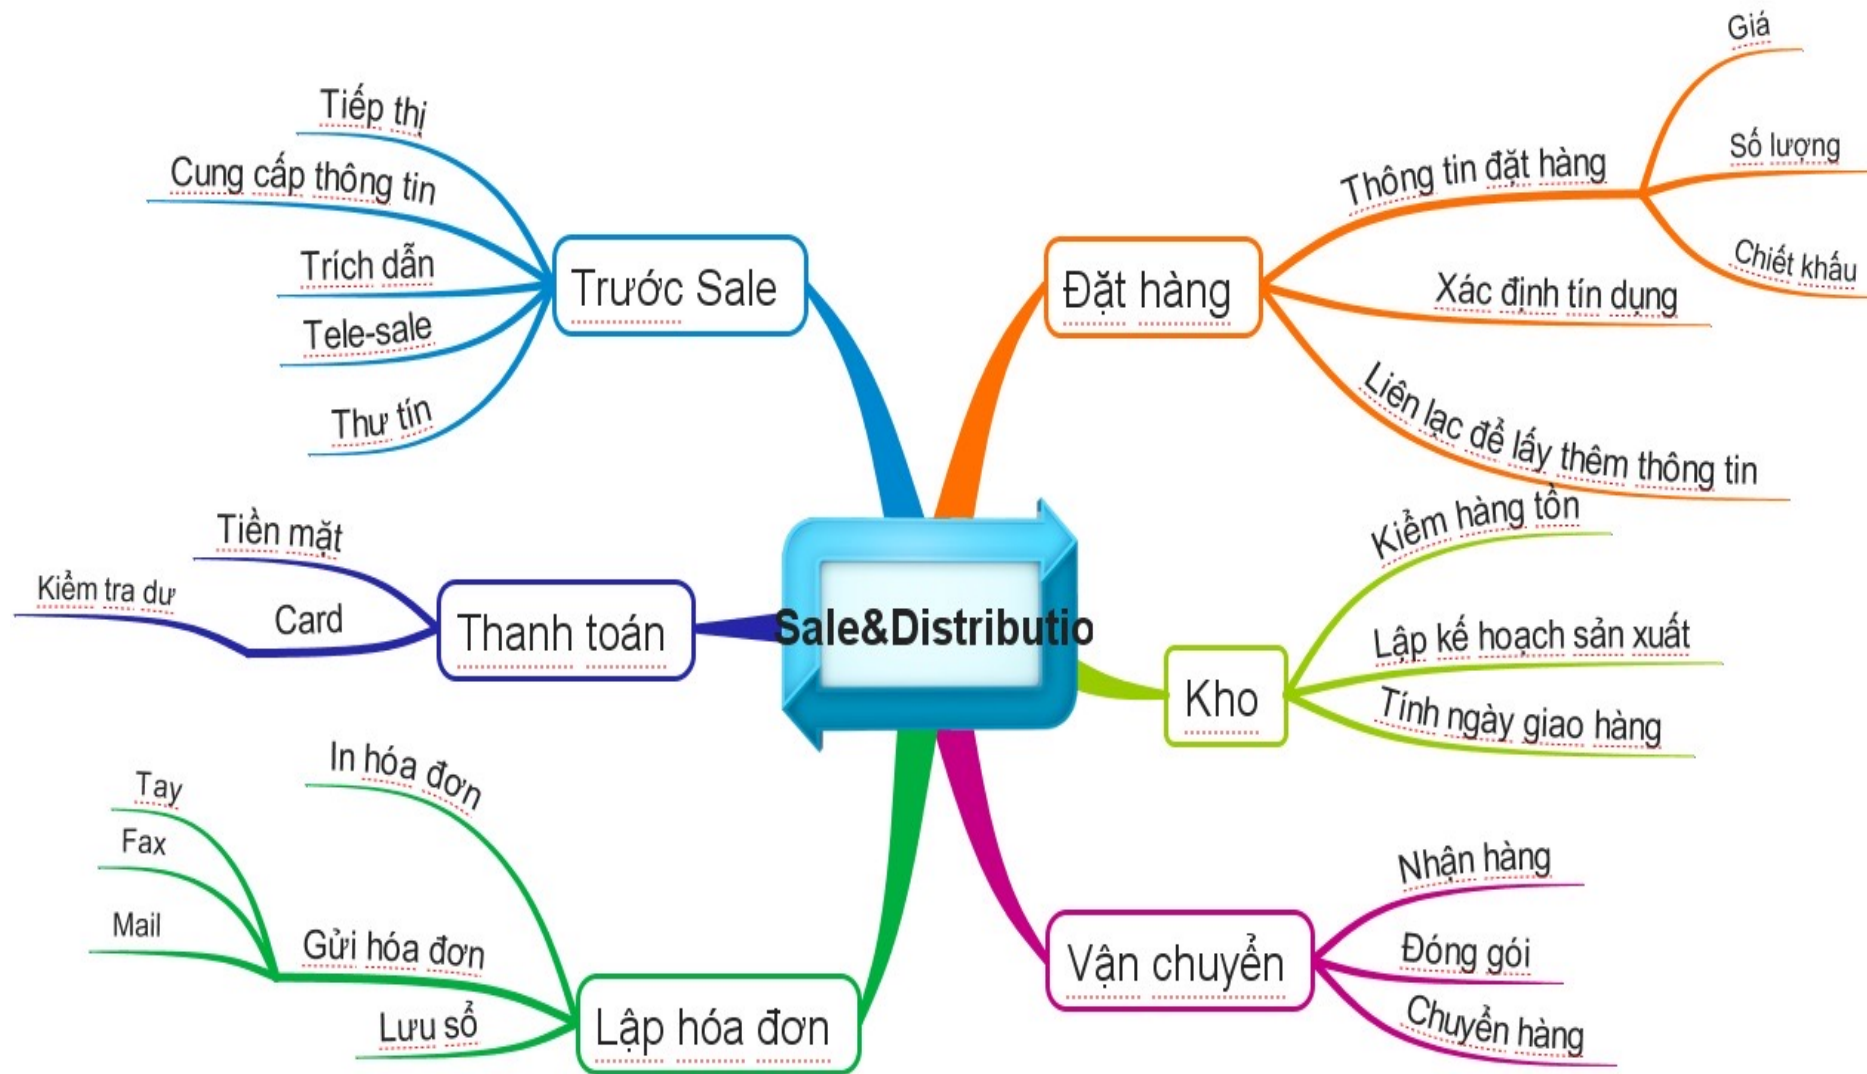 Tiếp thị
Cung cấp thông tin
Trích dẫn
Tele-sale
Thư tín
Trước Sale
Đặt hàng
Thông tin đặt hàng
Giá
Số lượng
Chiết khấu
Xác định tín dụng
Liên lạc để lấy thêm thông tin
Tiền mặt
Kiểm tra dư
Card
Thanh toán
Sale&Distributio
Kho
Kiểm hàng tồn
Lập kế hoạch sản xuất
Tính ngày giao hàng
In hóa đơn
Tay
Fax
Mail
Gửi hóa đơn
Lưu sổ
Lập hóa đơn
Vận chuyển
Nhận hàng
Đóng gói
Chuyển hàng